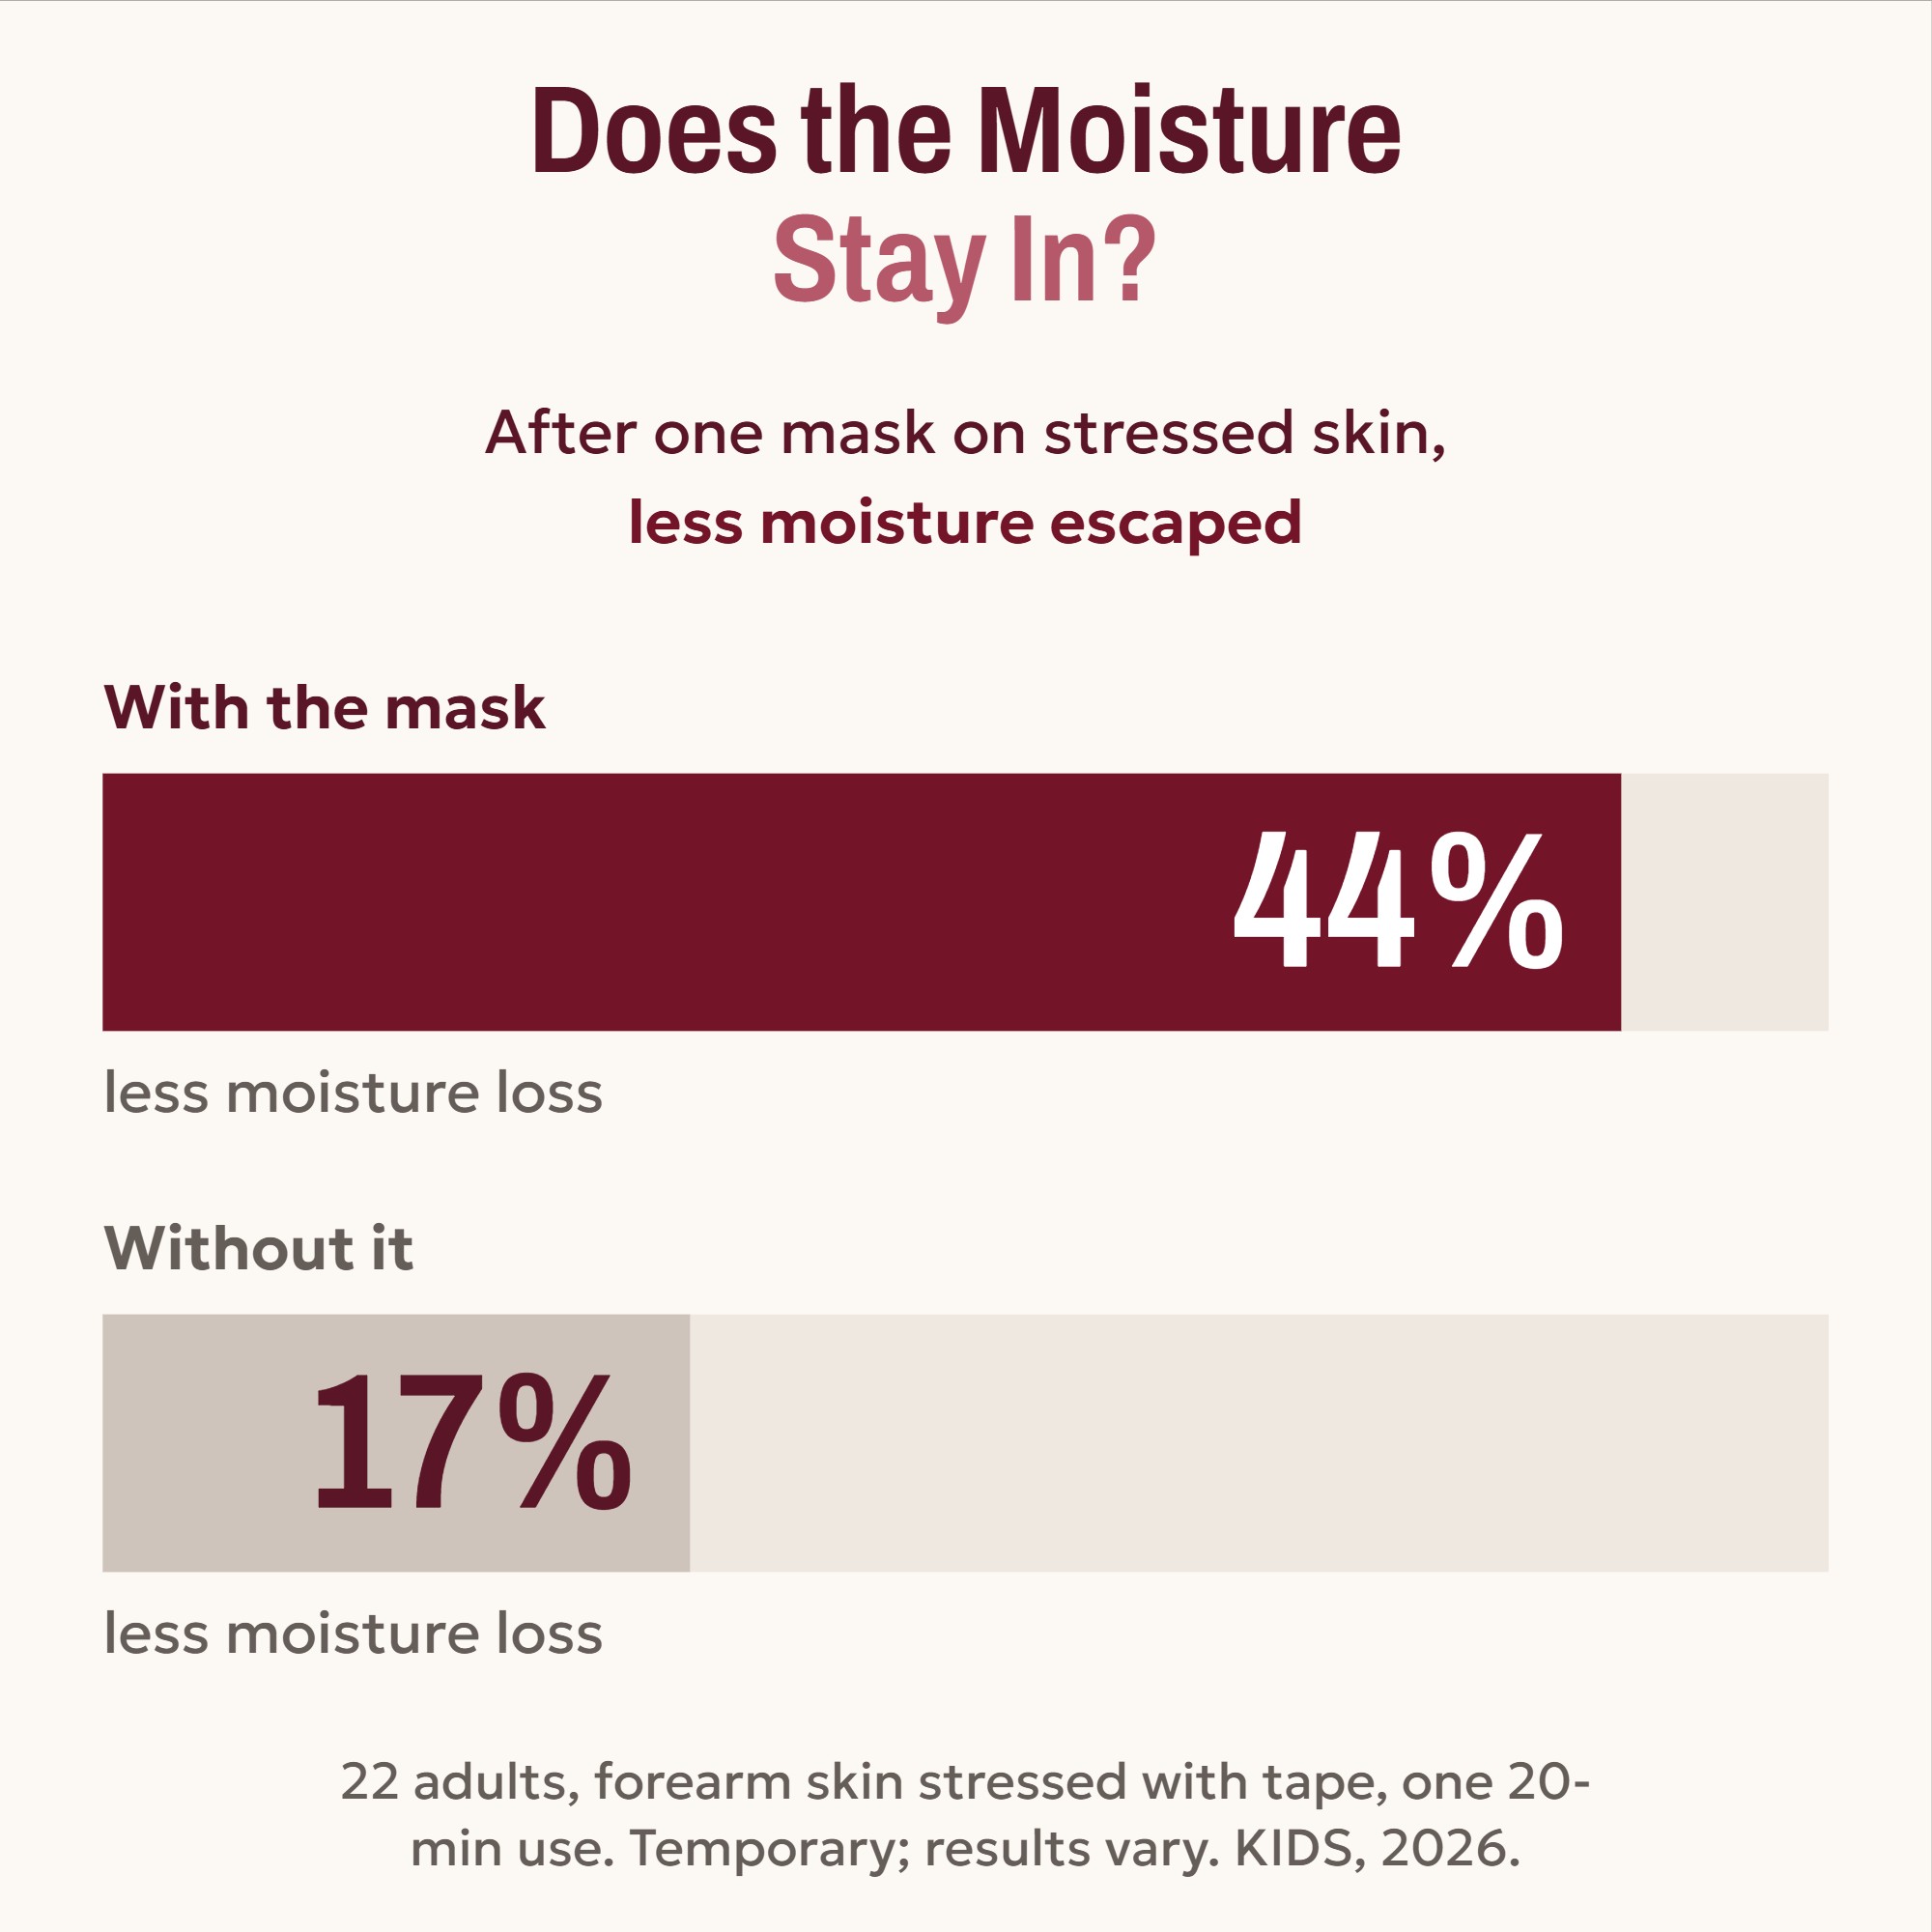 Does the Moisture
Stay In?
After one mask on stressed skin,
less moisture escaped
With the mask
44%
less moisture loss
Without it
17%
less moisture loss
22 adults, forearm skin stressed with tape, one 20-
min use. Temporary; results vary. KIDS, 2026.